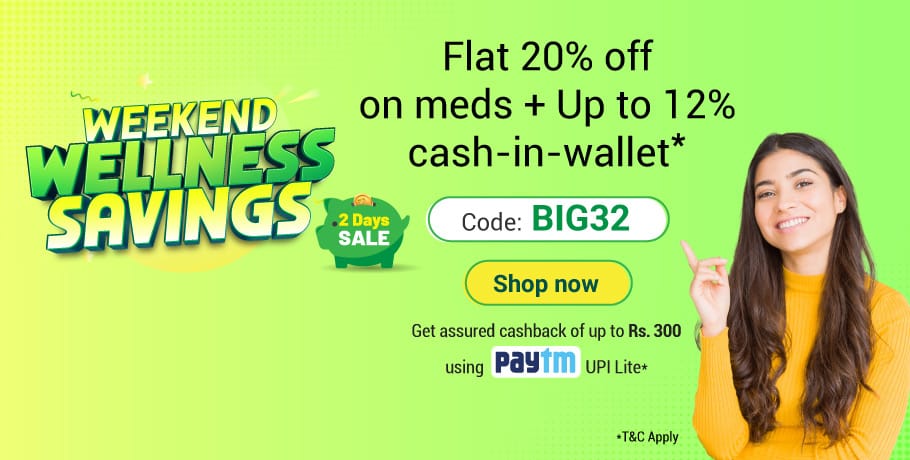 WEEKEND
WELLNESS
SAVINGS
2 Days
SALE
Flat 20% off
on meds + Up to 12%
cash-in-wallet*
Code: BIG32
Shop now
Get assured cashback of up to Rs. 300
using paytm UPI Lite*
*T&C Apply